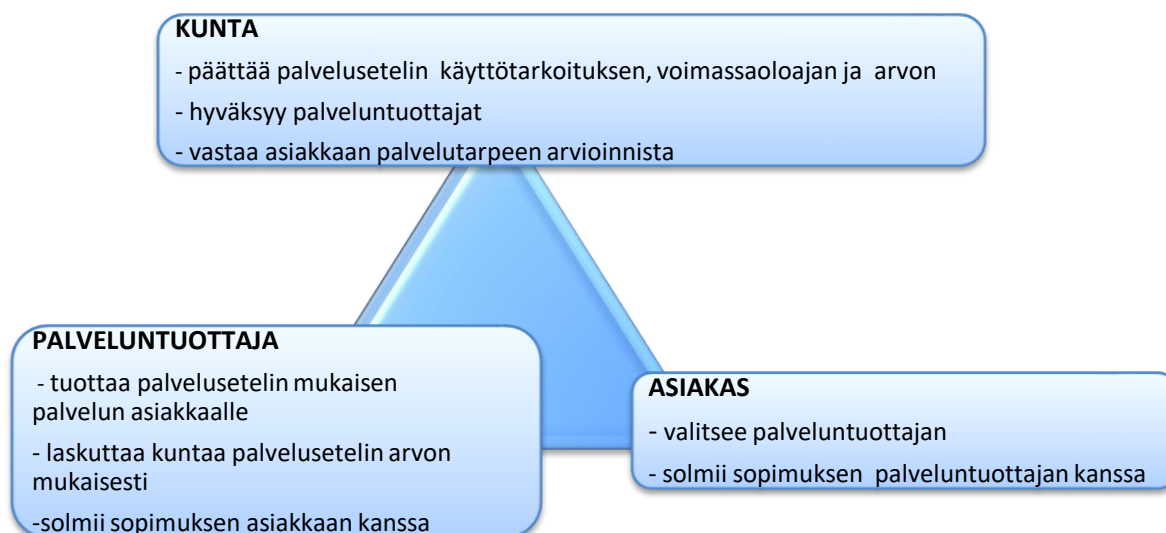 KUNTA
- päättää palvelusetelin käyttötarkoituksen, voimassaoloajan ja arvon
- hyväksyy palveluntuottajat
- vastaa asiakkaan palvelutarpeen arvioinnista
PALVELUNTUOTTAJA
- tuottaa palvelusetelin mukaisen
palvelun asiakkaalle
- laskuttaa kuntaa palvelusetelin arvon
mukaisesti
-solmii sopimuksen asiakkaan kanssa
ASIAKAS
- valitsee palveluntuottajan
- solmii sopimuksen palveluntuottajan kanssa